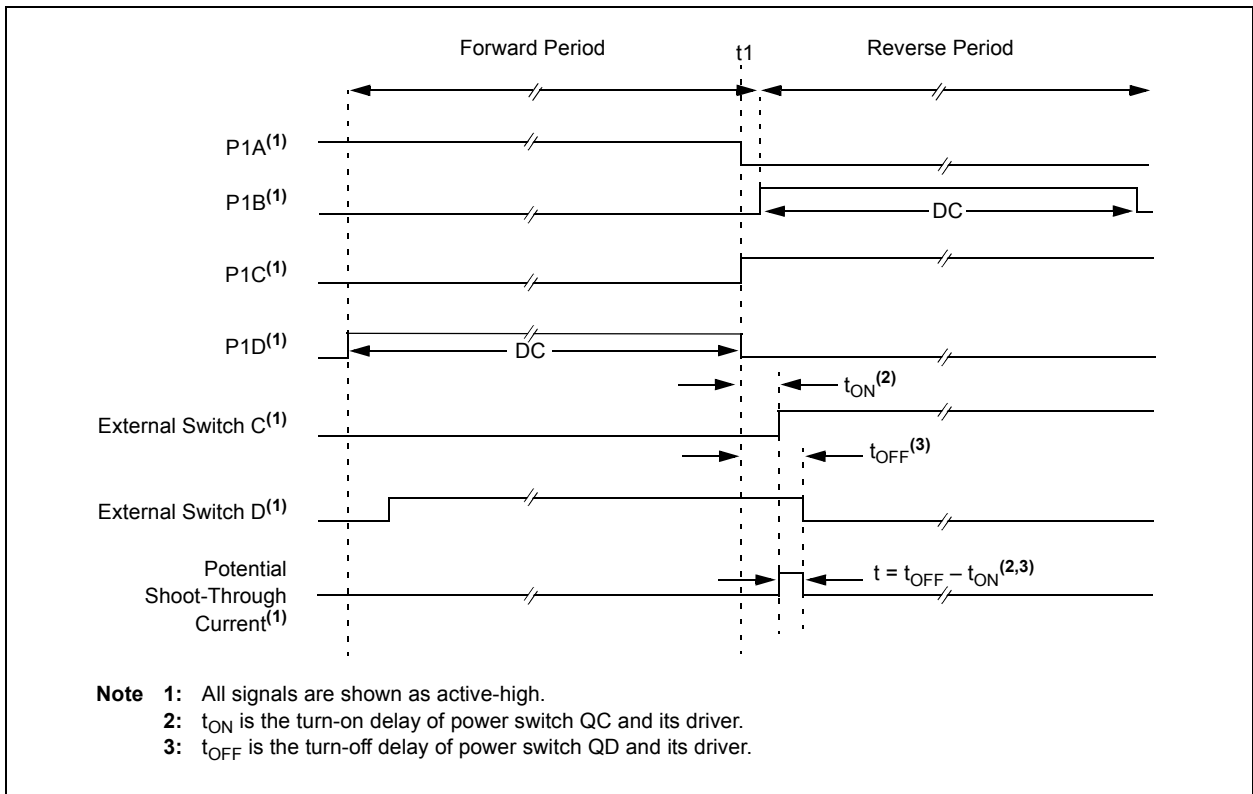 Forward Period
t1
Reverse Period
P1A(1)
P1B(1)
DC
P1C(1)
P1D(1)
DC
tON(2)
External Switch C(1)
tOFF(3)
External Switch D(1)
Potential
Shoot-Through
Current(1)
t = tOFF – tON(2,3)
Note 1: All signals are shown as active-high.
2: tON is the turn-on delay of power switch QC and its driver.
3: tOFF is the turn-off delay of power switch QD and its driver.